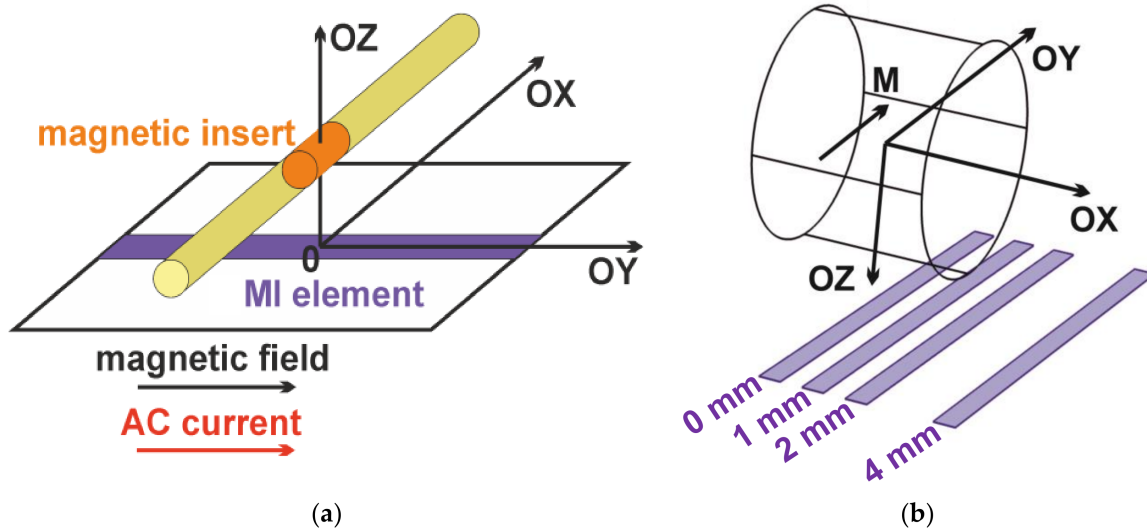 OZ
OX
magnetic insert
0
OY
MI element
magnetic field
AC current
(a)
OY
M
OX
OZ
0 mm
1 mm
2 mm
4 mm
(b)